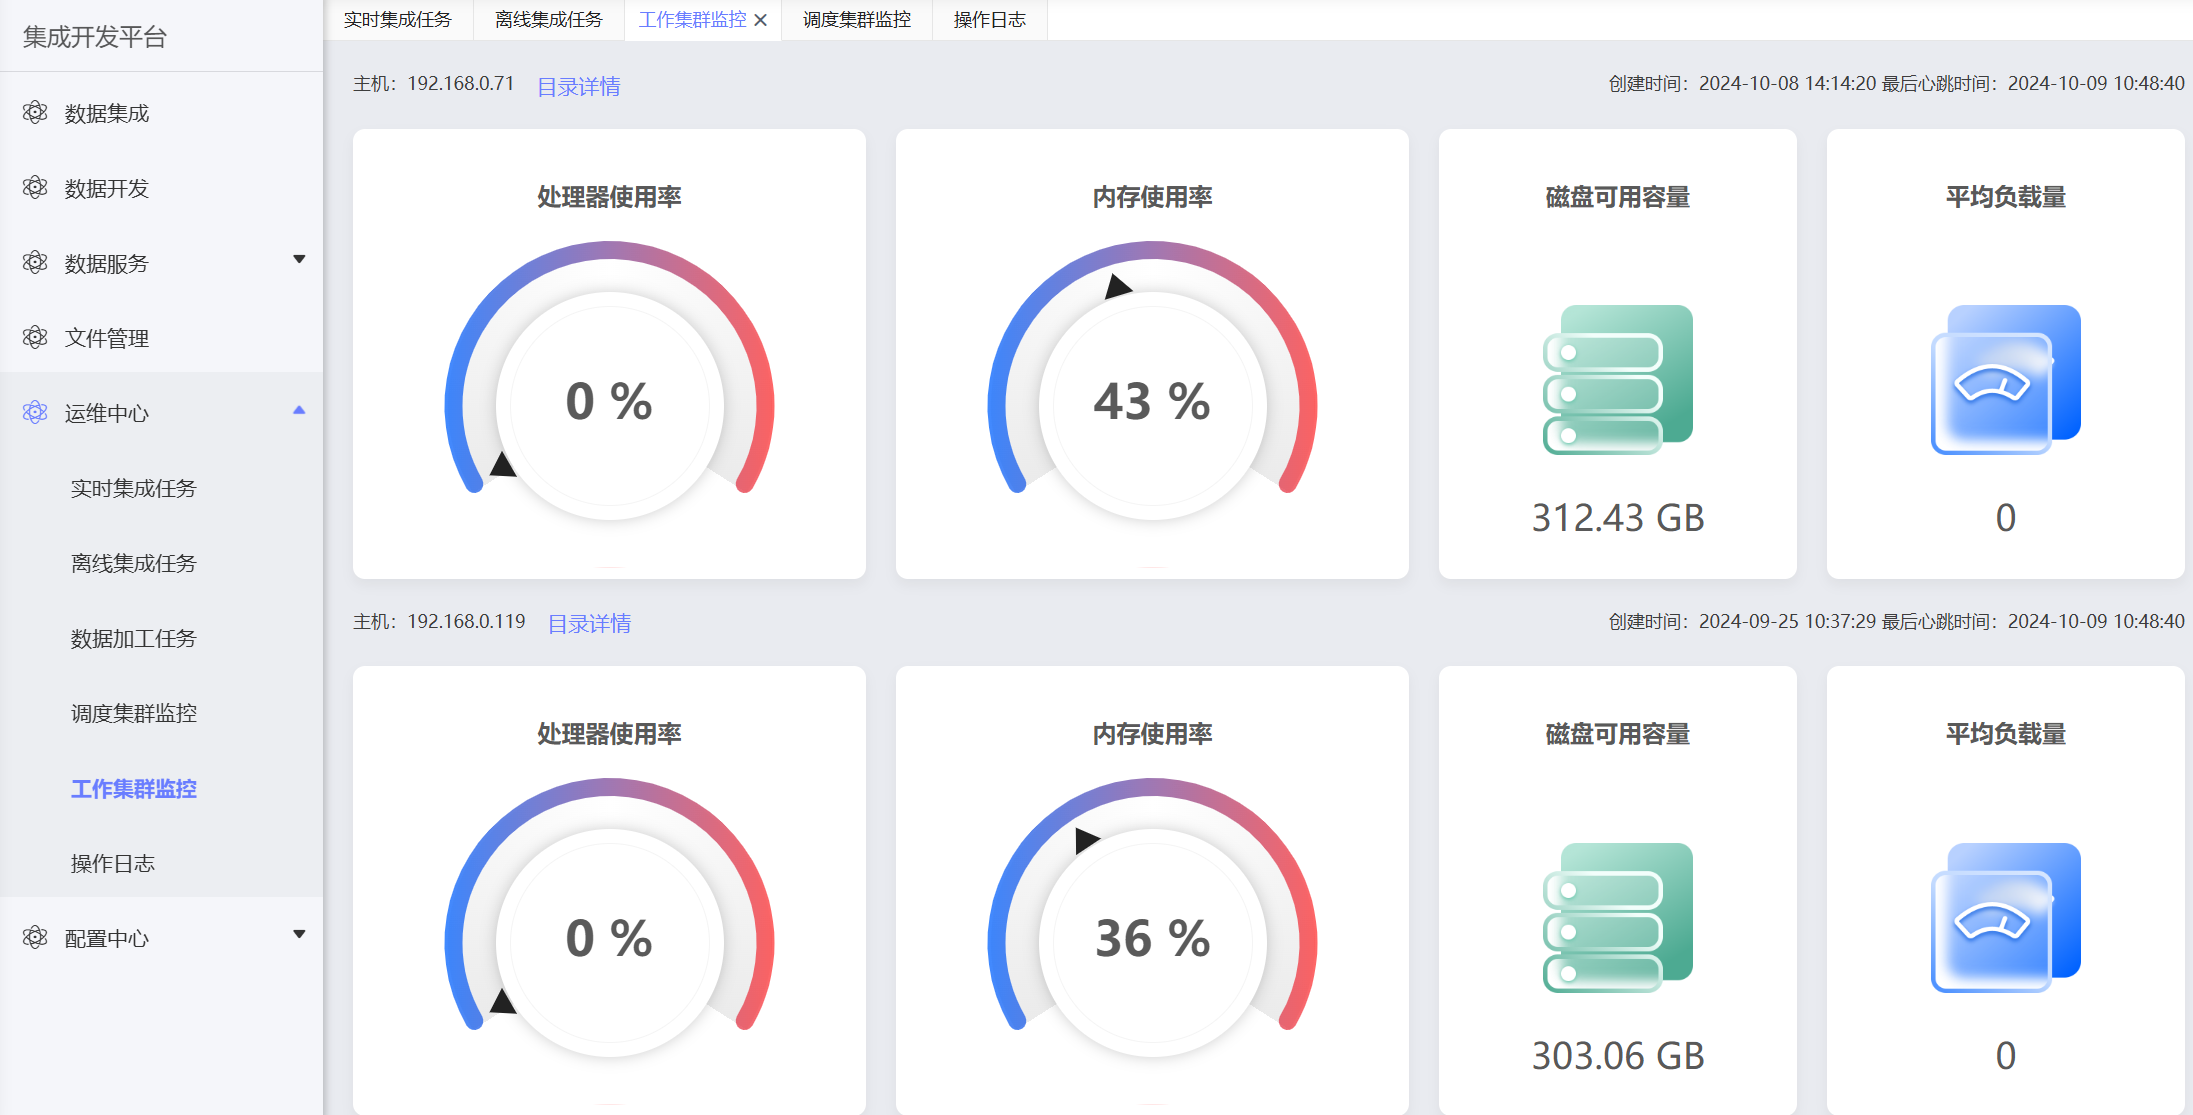 集成开发平台
数据集成
数据开发
数据服务
文件管理
运维中心
实时集成任务
离线集成任务
数据加工任务
调度集群监控
工作集群监控
操作日志
配置中心
实时集成任务 离线集成任务 工作集群监控 调度集群监控 操作日志
主机：192.168.0.71 目录详情 创建时间：2024-10-08 14:14:20 最后心跳时间：2024-10-09 10:48:40
处理器使用率 内存使用率 磁盘可用容量 平均负载量
0 % 43 %
312.43 GB 0
主机：192.168.0.119 目录详情 创建时间：2024-09-25 10:37:29 最后心跳时间：2024-10-09 10:48:40
处理器使用率 内存使用率 磁盘可用容量 平均负载量
0 % 36 %
303.06 GB 0